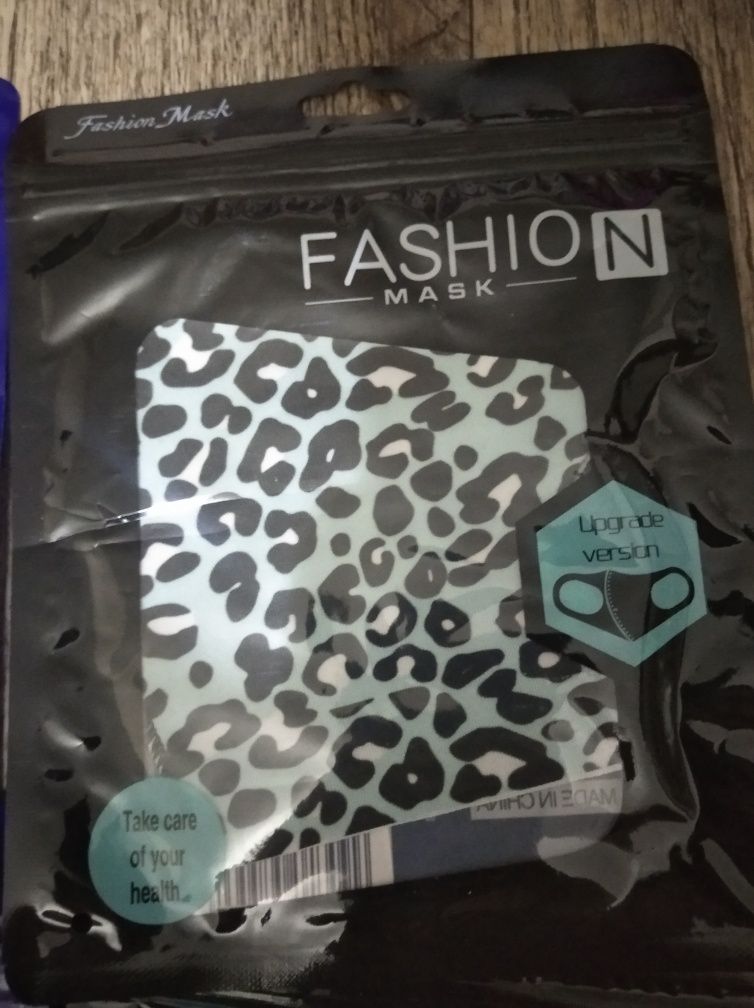 Fashion Mask
FASHION
MASK
Upgrade
version
MADE IN CHINA
Take care
of your
health